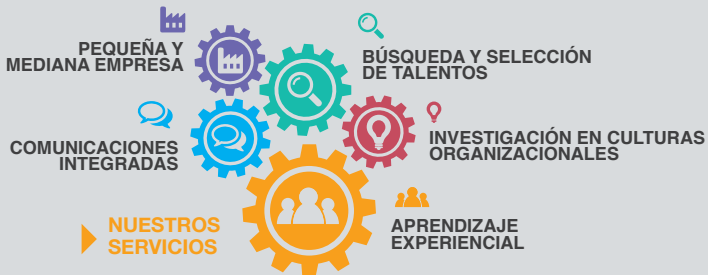 PEQUEÑA Y
MEDIANA EMPRESA
BÚSQUEDA Y SELECCIÓN
DE TALENTOS
COMUNICACIONES
INTEGRADAS
INVESTIGACIÓN EN CULTURAS
ORGANIZACIONALES
NUESTROS
SERVICIOS
APRENDIZAJE
EXPERIENCIAL